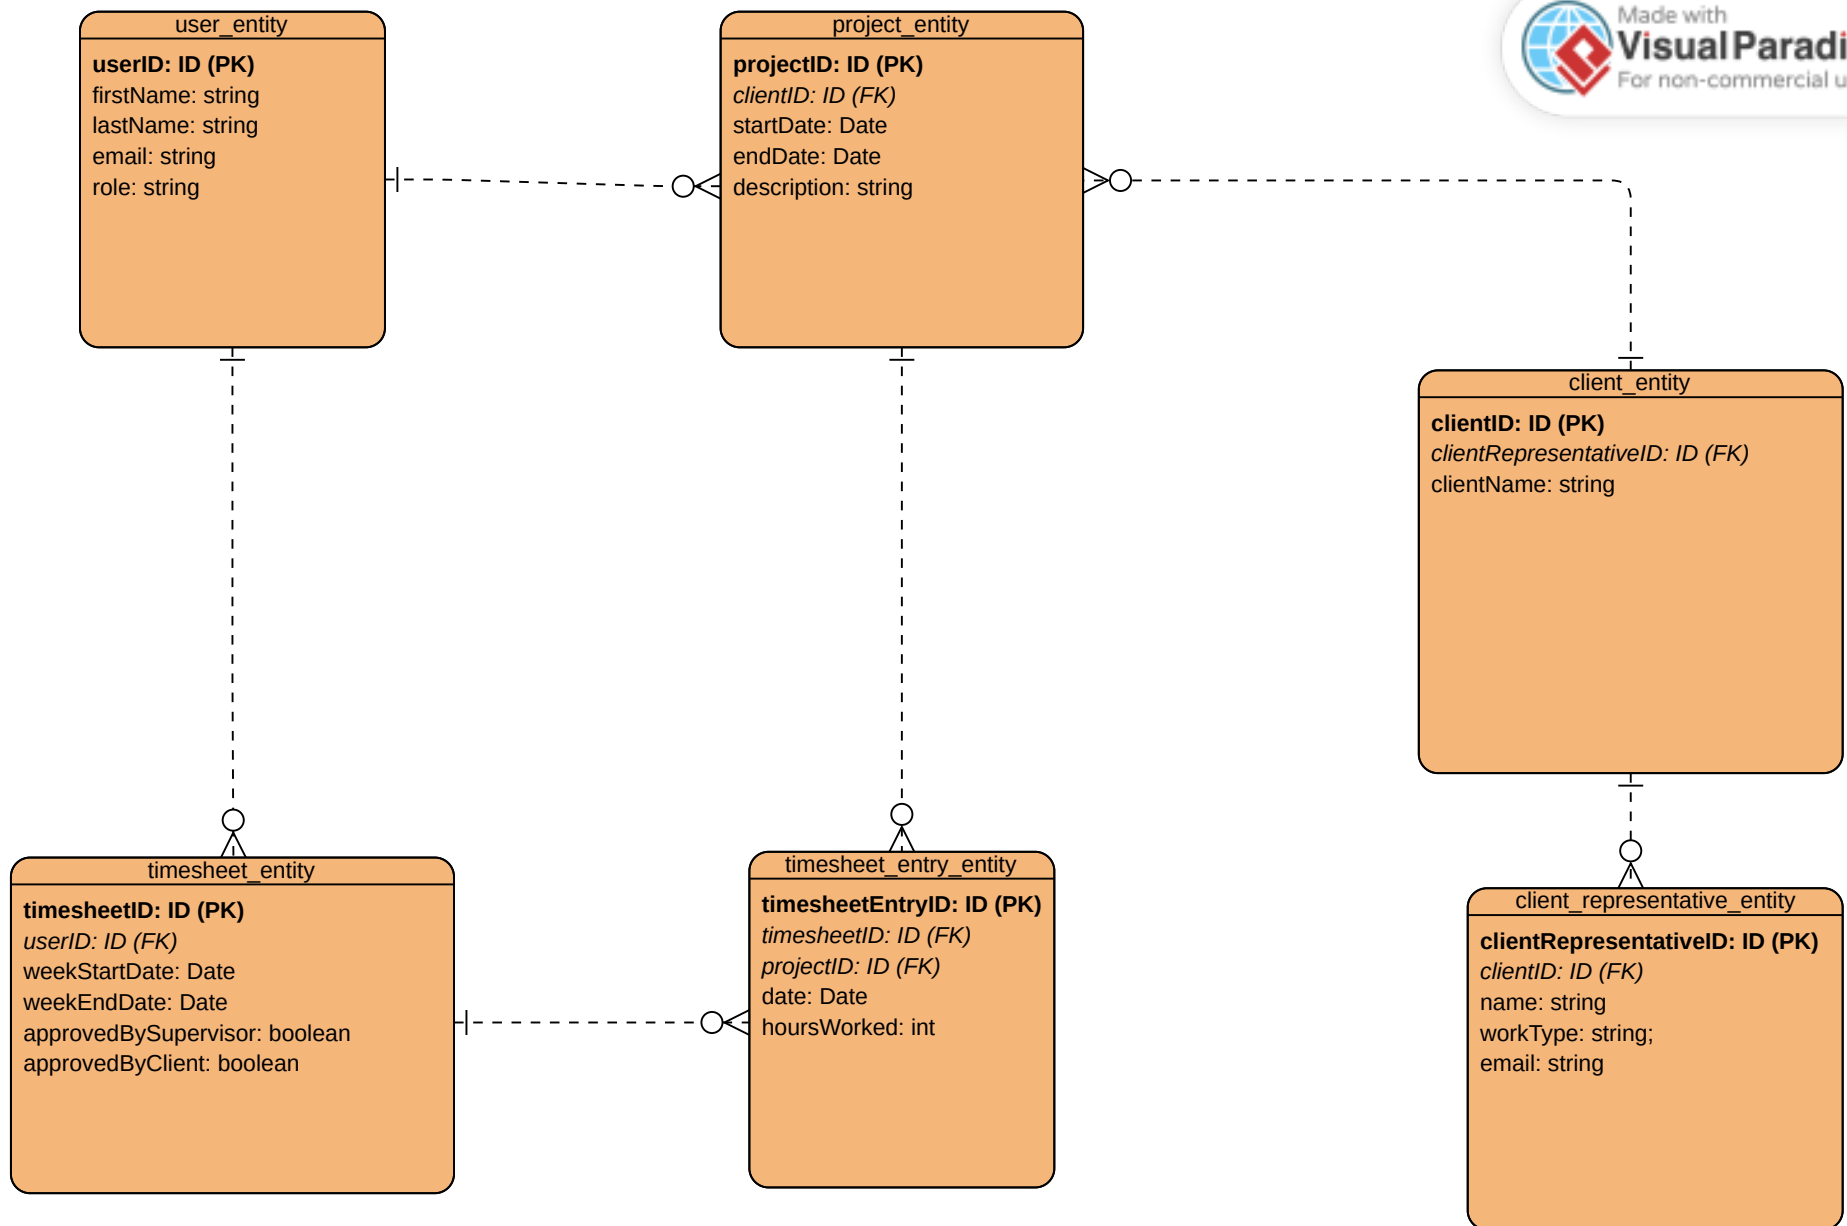 user_entity
userID: ID (PK)
firstName: string
lastName: string
email: string
role: string
project_entity
projectID: ID (PK)
clientID: ID (FK)
startDate: Date
endDate: Date
description: string
Made with
Visual Paradi
For non-commercial u
client_entity
clientID: ID (PK)
clientRepresentativeID: ID (FK)
clientName: string
timesheet_entity
timesheetID: ID (PK)
userID: ID (FK)
weekStartDate: Date
weekEndDate: Date
approvedBySupervisor: boolean
approvedByClient: boolean
timesheet_entry_entity
timesheetEntryID: ID (PK)
timesheetID: ID (FK)
projectID: ID (FK)
date: Date
hoursWorked: int
client_representative_entity
clientRepresentativeID: ID (PK)
clientID: ID (FK)
name: string
workType: string;
email: string